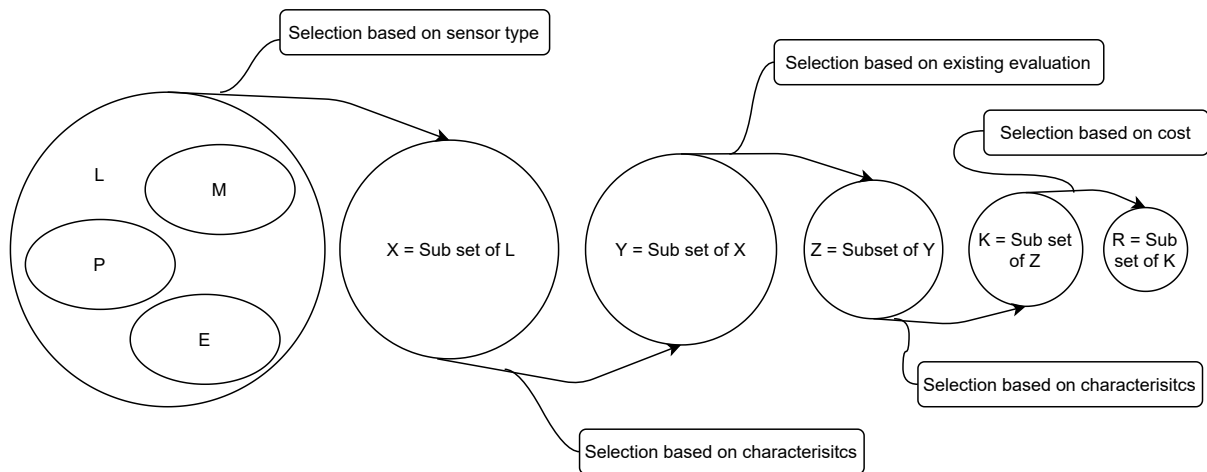 Selection based on sensor type
Selection based on existing evaluation
Selection based on cost
L
M
P
E
X = Sub set of L
Y = Sub set of X
Z = Subset of Y
K = Sub set
of Z
R = Sub
set of K
Selection based on characterisitcs
Selection based on characterisitcs